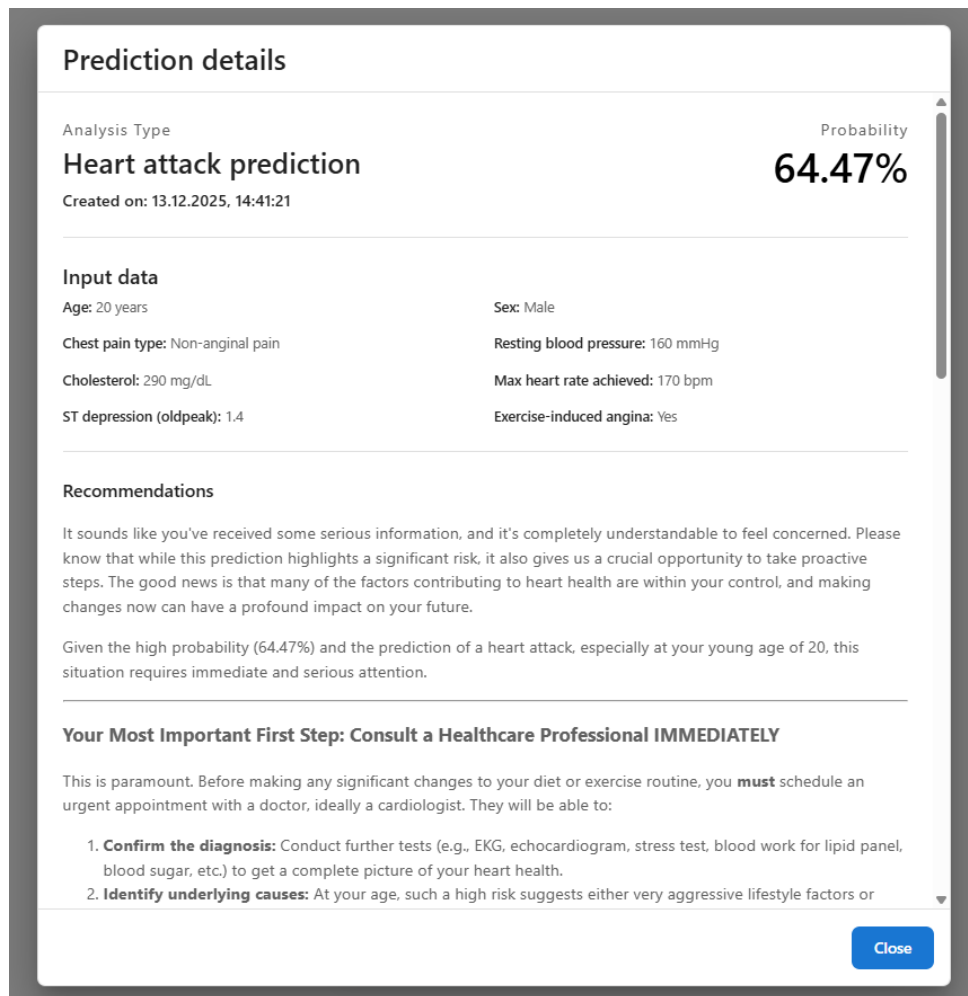 Prediction details
Analysis Type
Probability
Heart attack prediction
64.47%
Created on: 13.12.2025, 14:41:21
Input data
Age: 20 years
Sex: Male
Chest pain type: Non-anginal pain
Resting blood pressure: 160 mmHg
Cholesterol: 290 mg/dL
Max heart rate achieved: 170 bpm
ST depression (oldpeak): 1.4
Exercise-induced angina: Yes
Recommendations
It sounds like you've received some serious information, and it's completely understandable to feel concerned. Please
know that while this prediction highlights a significant risk, it also gives us a crucial opportunity to take proactive
steps. The good news is that many of the factors contributing to heart health are within your control, and making
changes now can have a profound impact on your future.
Given the high probability (64.47%) and the prediction of a heart attack, especially at your young age of 20, this
situation requires immediate and serious attention.
Your Most Important First Step: Consult a Healthcare Professional IMMEDIATELY
This is paramount. Before making any significant changes to your diet or exercise routine, you must schedule an
urgent appointment with a doctor, ideally a cardiologist. They will be able to:
1. Confirm the diagnosis: Conduct further tests (e.g., EKG, echocardiogram, stress test, blood work for lipid panel,
blood sugar, etc.) to get a complete picture of your heart health.
2. Identify underlying causes: At your age, such a high risk suggests either very aggressive lifestyle factors or
Close